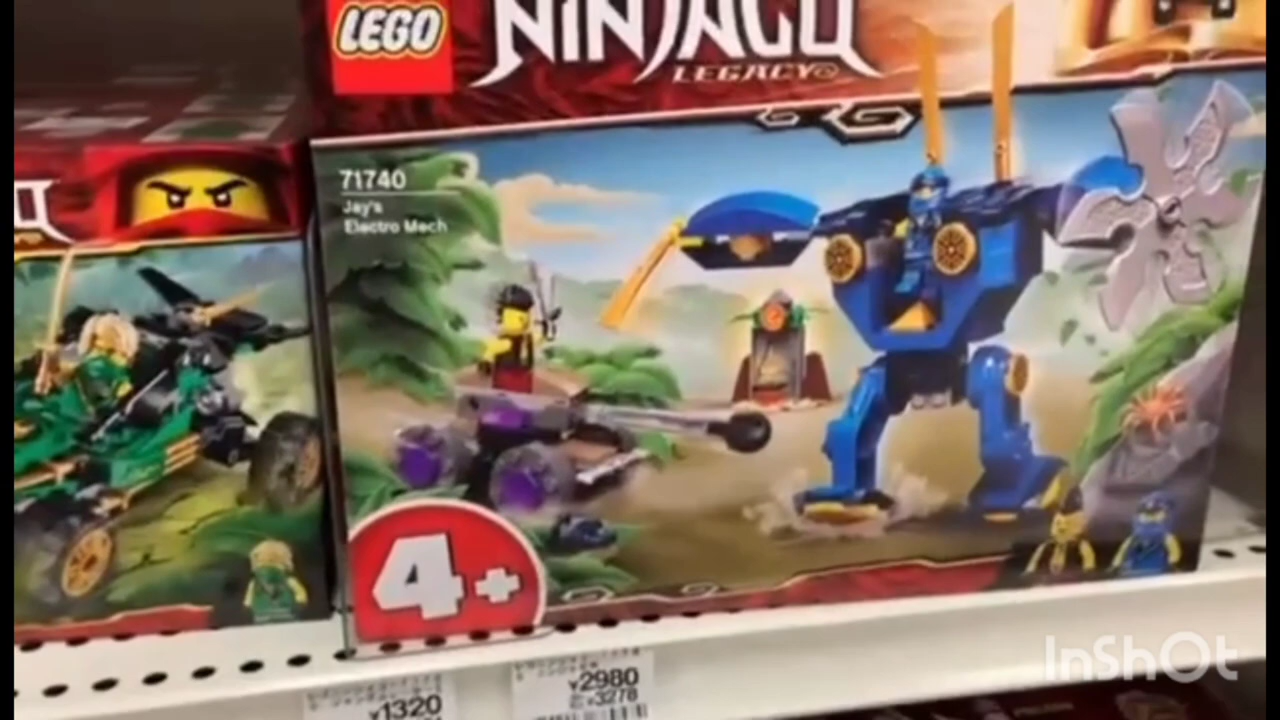 LEGO
NINJAGO
LEGACY
71740
Jay's
Electro Mech
4+
¥2980
¥3278
¥1320
InShOt